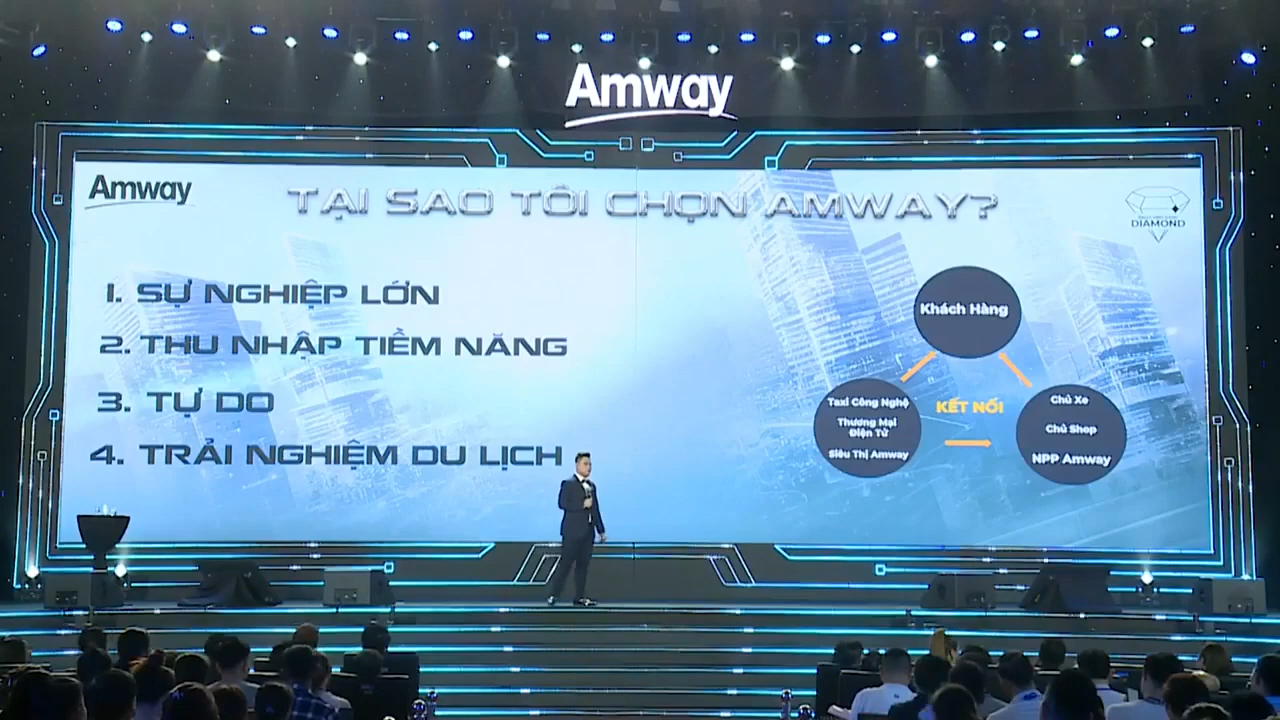 Amway
Amway
TẠI SAO TÔI CHỌN AMWAY?
DIAMOND
1. SỰ NGHIỆP LỚN
2. THU NHẬP TIỀM NĂNG
3. TỰ DO
4. TRẢI NGHIỆM DU LỊCH
Khách Hàng
Taxi Công Nghệ
Thương Mại
Điện Tử
Siêu Thị Amway
KẾT NỐI
Chủ Xe
Chủ Shop
NPP Amway